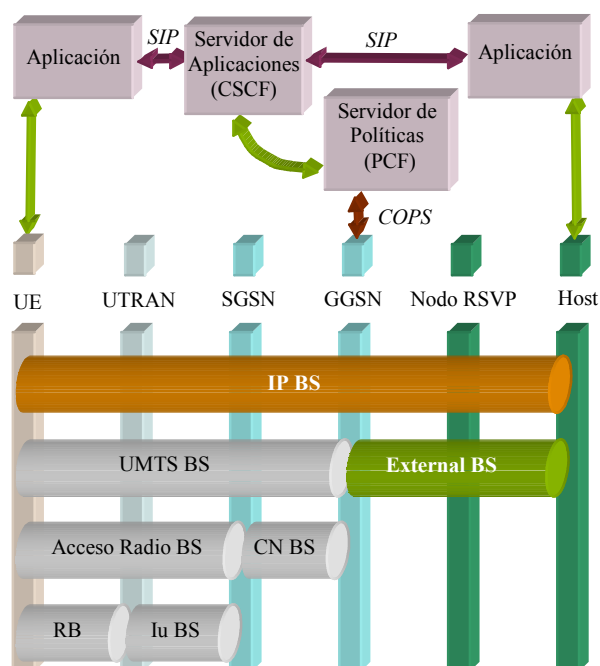 SIP
SIP
Aplicación
Servidor de
Aplicaciones
(CSCF)
Aplicación
Servidor de
Políticas
(PCF)
COPS
UE
UTRAN
SGSN
GGSN
Nodo RSVP
Host
IP BS
UMTS BS
External BS
Acceso Radio BS
CN BS
RB
Iu BS